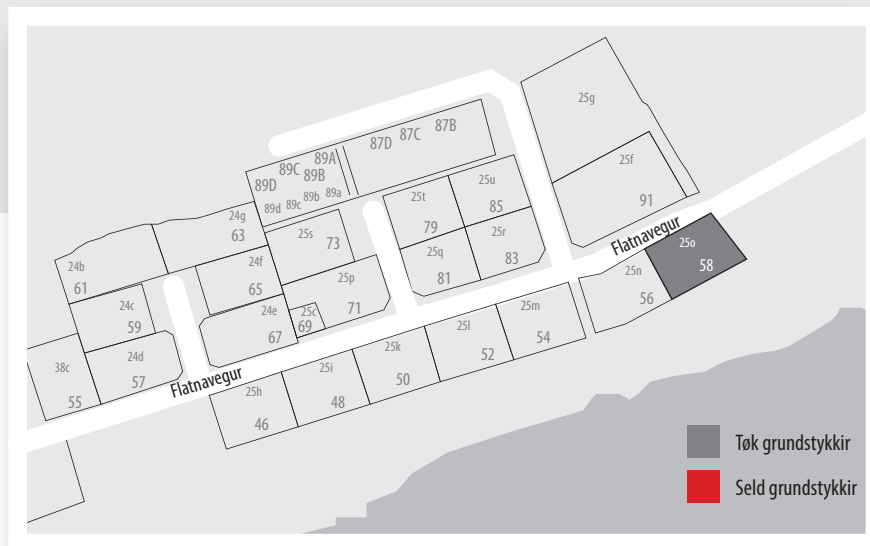 25g
87B
87C
87D
89A
89C
89B
89D
25f
91
89a
89b
89c
89d
25u
85
25t
79
24g
63
25s
73
25r
83
25q
81
Flatnavegur
25o
58
24b
61
24f
65
25p
71
25n
56
24c
59
24e
67
25c
69
25m
54
25l
52
25k
50
38c
55
24d
57
Flatnavegur
25i
48
25h
46
Tøk grundstykkir
Seld grundstykkir